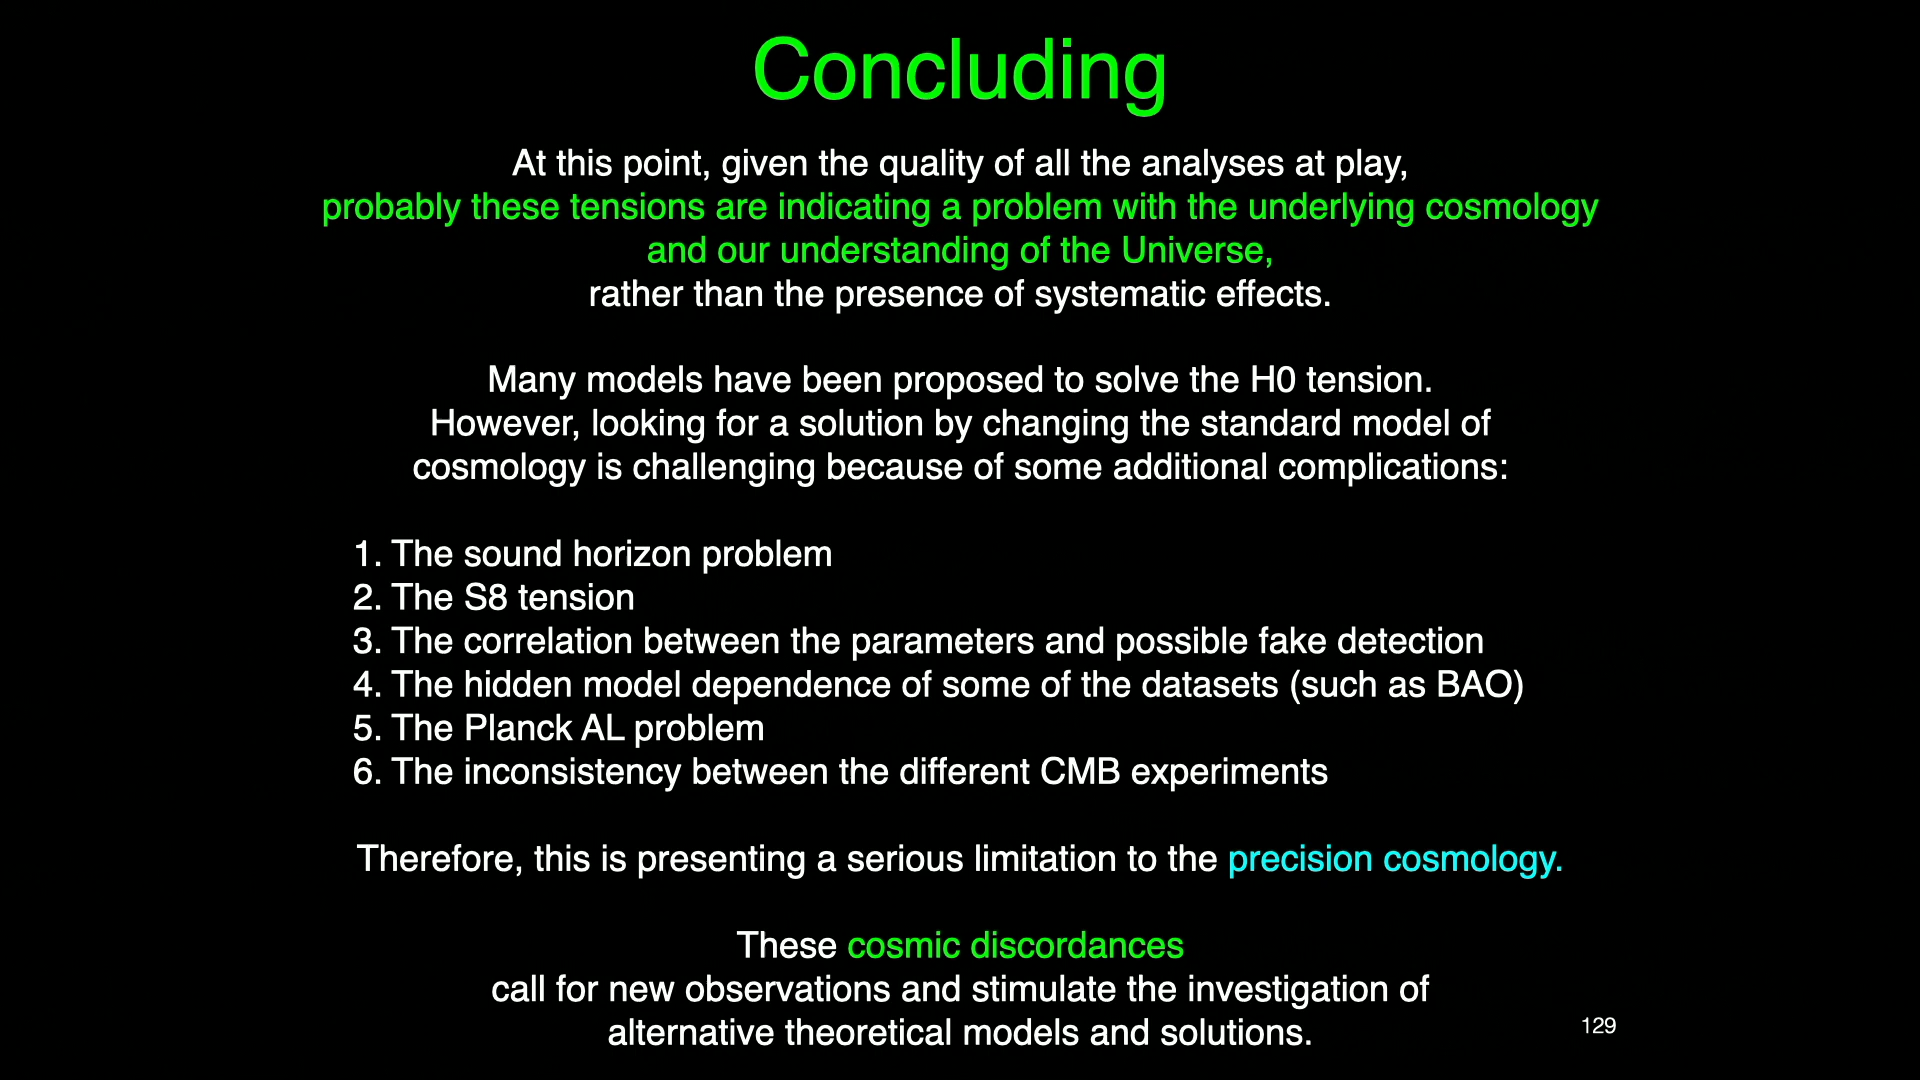 Concluding
At this point, given the quality of all the analyses at play,
probably these tensions are indicating a problem with the underlying cosmology
and our understanding of the Universe,
rather than the presence of systematic effects.
Many models have been proposed to solve the H0 tension.
However, looking for a solution by changing the standard model of
cosmology is challenging because of some additional complications:
1. The sound horizon problem
2. The S8 tension
3. The correlation between the parameters and possible fake detection
4. The hidden model dependence of some of the datasets (such as BAO)
5. The Planck AL problem
6. The inconsistency between the different CMB experiments
Therefore, this is presenting a serious limitation to the precision cosmology.
These cosmic discordances
call for new observations and stimulate the investigation of
alternative theoretical models and solutions.
129